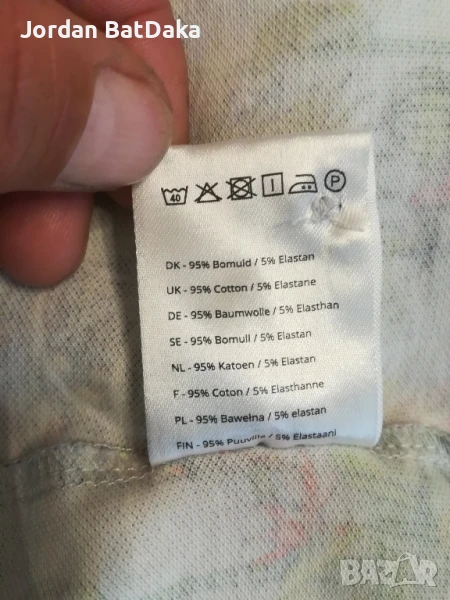 Jordan BatDaka
40 P
DK - 95% Bomuld / 5% Elastan
UK - 95% Cotton / 5% Elastane
DE - 95% Baumwolle / 5% Elasthan
SE - 95% Bomull / 5% Elastan
NL - 95% Katoen / 5% Elastan
F - 95% Coton / 5% Elasthanne
PL - 95% Bawełna / 5% elastan
FIN - 95% Puuvilla / 5% Elastaani
BAZAR